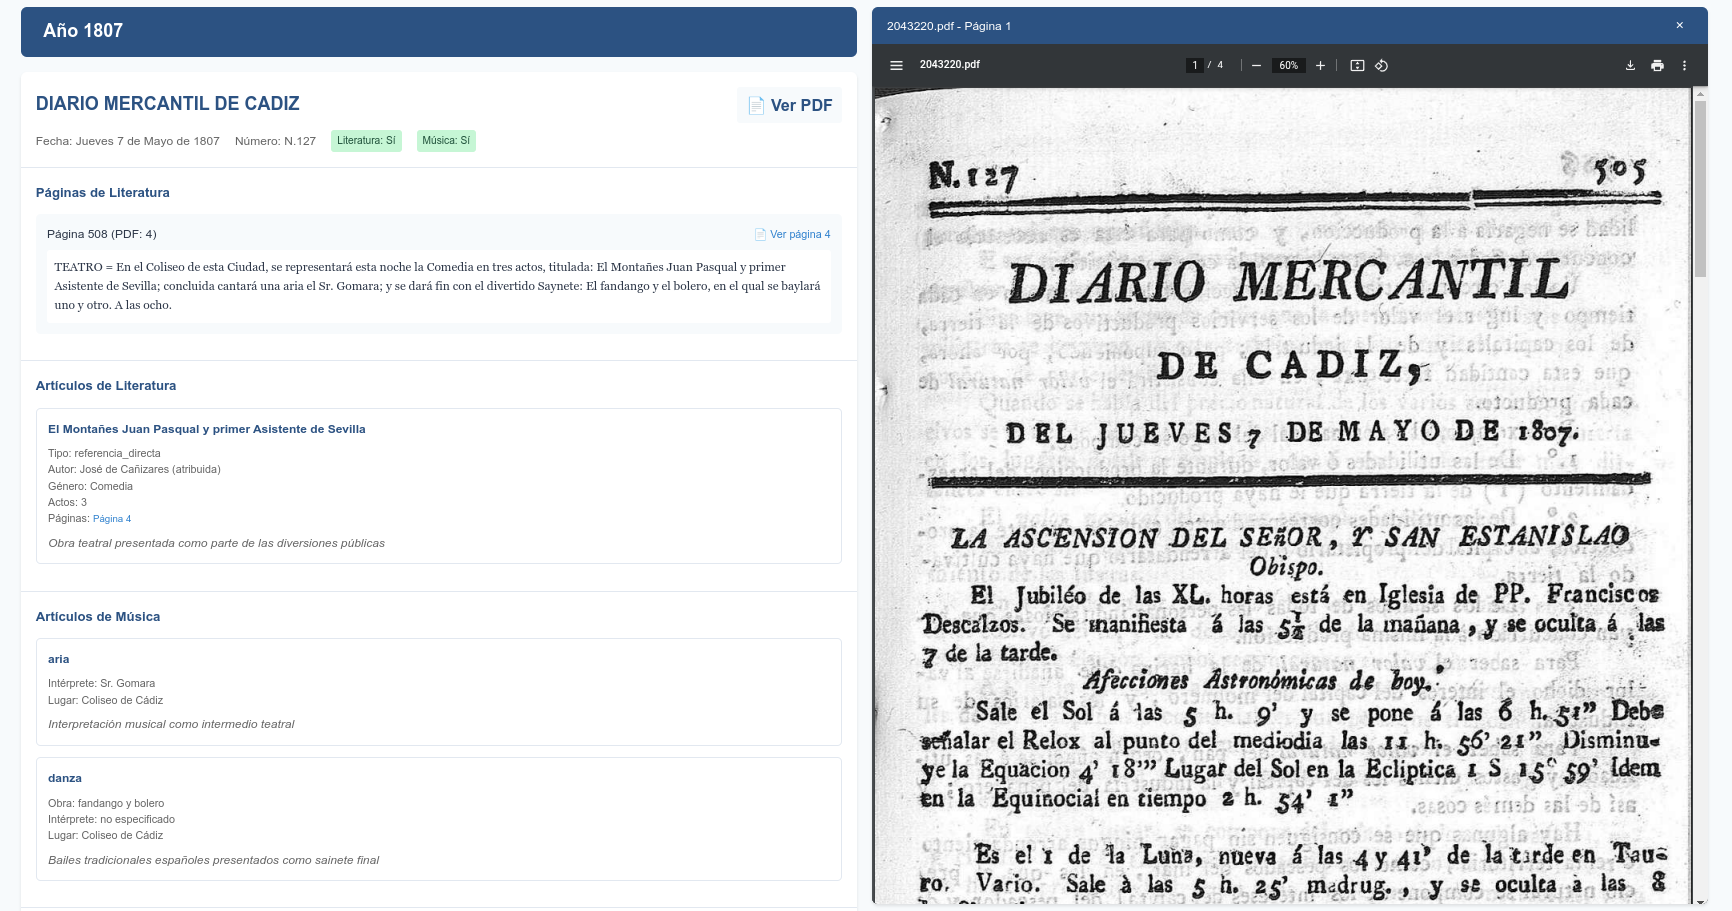 Año 1807
DIARIO MERCANTIL DE CADIZ
Ver PDF
Fecha: Jueves 7 de Mayo de 1807 Número: N.127 Literatura: Sí Música: Sí
Páginas de Literatura
Página 508 (PDF: 4)
Ver página 4
TEATRO = En el Coliseo de esta Ciudad, se representará esta noche la Comedia en tres actos, titulada: El Montañes Juan Pasqual y primer
Asistente de Sevilla; concluida cantará una aria el Sr. Gomara; y se dará fin con el divertido Saynete: El fandango y el bolero, en el qual se baylará
uno y otro. A las ocho.
Artículos de Literatura
El Montañes Juan Pasqual y primer Asistente de Sevilla
Tipo: referencia_directa
Autor: José de Cañizares (atribuida)
Género: Comedia
Actos: 3
Páginas: Página 4
Obra teatral presentada como parte de las diversiones públicas
Artículos de Música
aria
Intérprete: Sr. Gomara
Lugar: Coliseo de Cádiz
Interpretación musical como intermedio teatral
danza
Obra: fandango y bolero
Intérprete: no especificado
Lugar: Coliseo de Cádiz
Bailes tradicionales españoles presentados como sainete final
2043220.pdf - Página 1 ×
2043220.pdf 1 / 4 60%
N.127 505
DIARIO MERCANTIL
DE CADIZ,
DEL JUEVES 7 DE MAYO DE 1807.
LA ASCENSION DEL SEñOR, Y SAN ESTANISLAO
Obispo.
El Jubiléo de las XL. horas está en Iglesia de PP. Franciscos
Descalzos. Se manifiesta á las 5½ de la mañana, y se oculta á las
7 de la tarde.
Afecciones Astronómicas de hoy.
Sale el Sol á las 5 h. 9' y se pone á las 6 h. 51" Debe
señalar el Relox al punto del mediodia las 11 h. 56' 21" Disminu-
ye la Equacion 4' 18''' Lugar del Sol en la Ecliptica 1 S 15° 59' Idem
en la Equinocial en tiempo 2 h. 54' 1"
Es el 1 de la Luna, nueva á las 4 y 41' de la tarde en Tau-
ro. Vario. Sale à las 5 h. 25' madrug., y se oculta à las 8